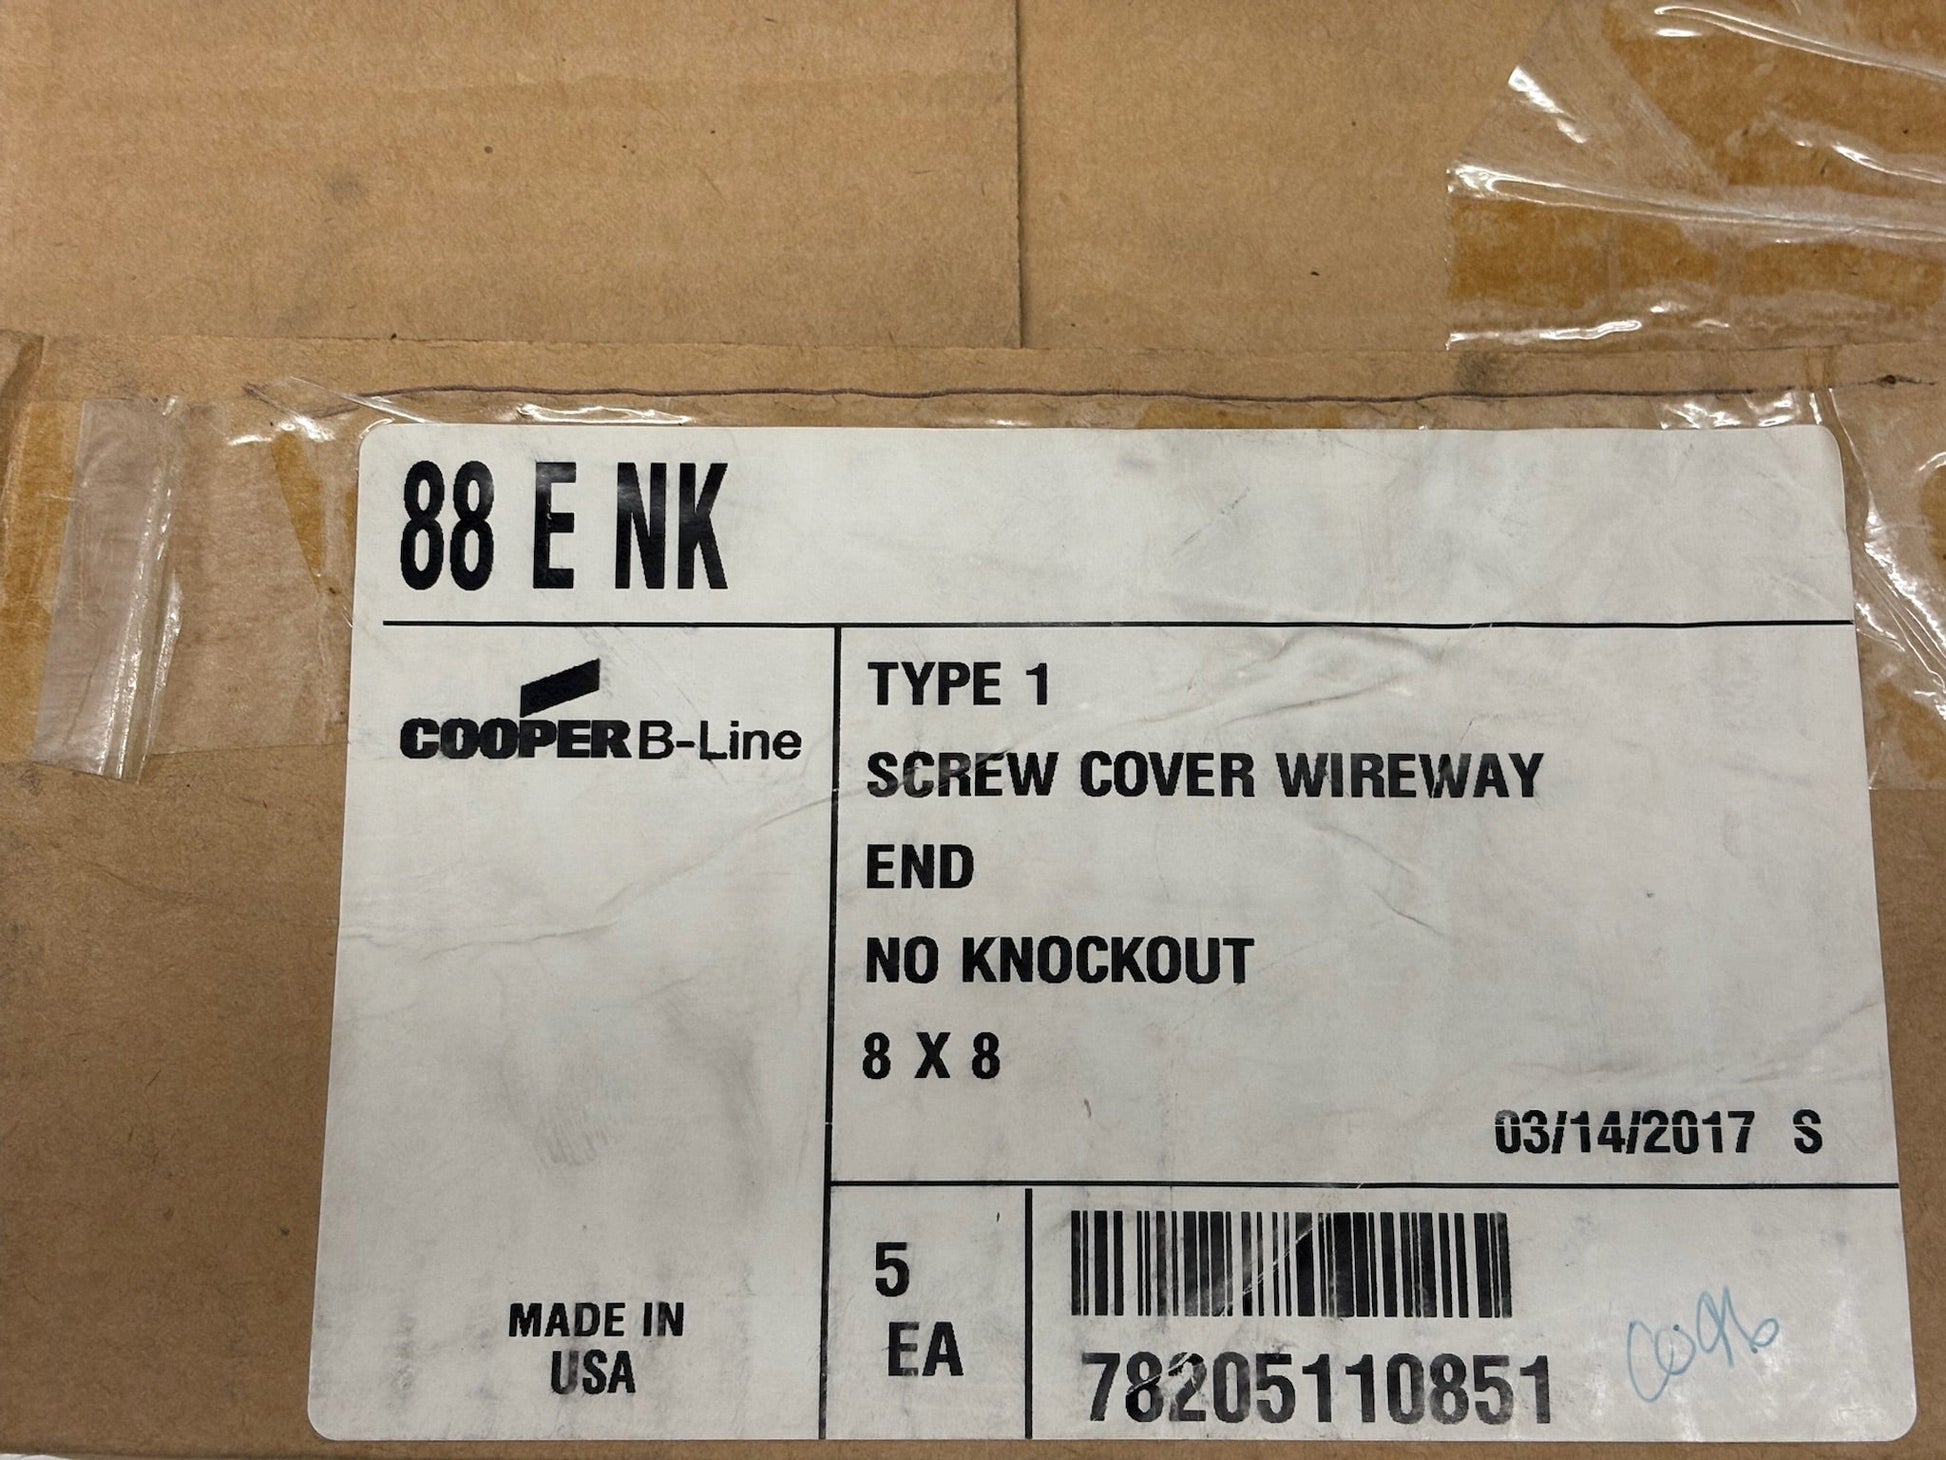 88 E NK
COOPER B-Line
TYPE 1
SCREW COVER WIREWAY
END
NO KNOCKOUT
8 X 8
03/14/2017 S
MADE IN
USA
5
EA
78205110851